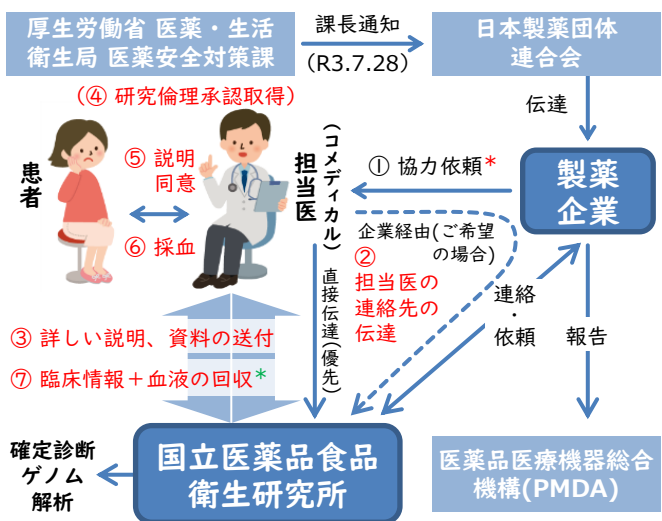 厚生労働省 医薬・生活
衛生局 医薬安全対策課
課長通知
(R3.7.28)
日本製薬団体
連合会
伝達
(④ 研究倫理承認取得)
患者
⑤ 説明
同意
⑥ 採血
担当医
(コメディカル)
① 協力依頼*
製薬
企業
企業経由(ご希望
の場合)
②
担当医の
連絡先の
伝達
直接伝達(優先)
連絡・依頼
報告
③ 詳しい説明、資料の送付
⑦ 臨床情報+血液の回収*
確定診断
ゲノム
解析
国立医薬品食品
衛生研究所
医薬品医療機器総合
機構(PMDA)